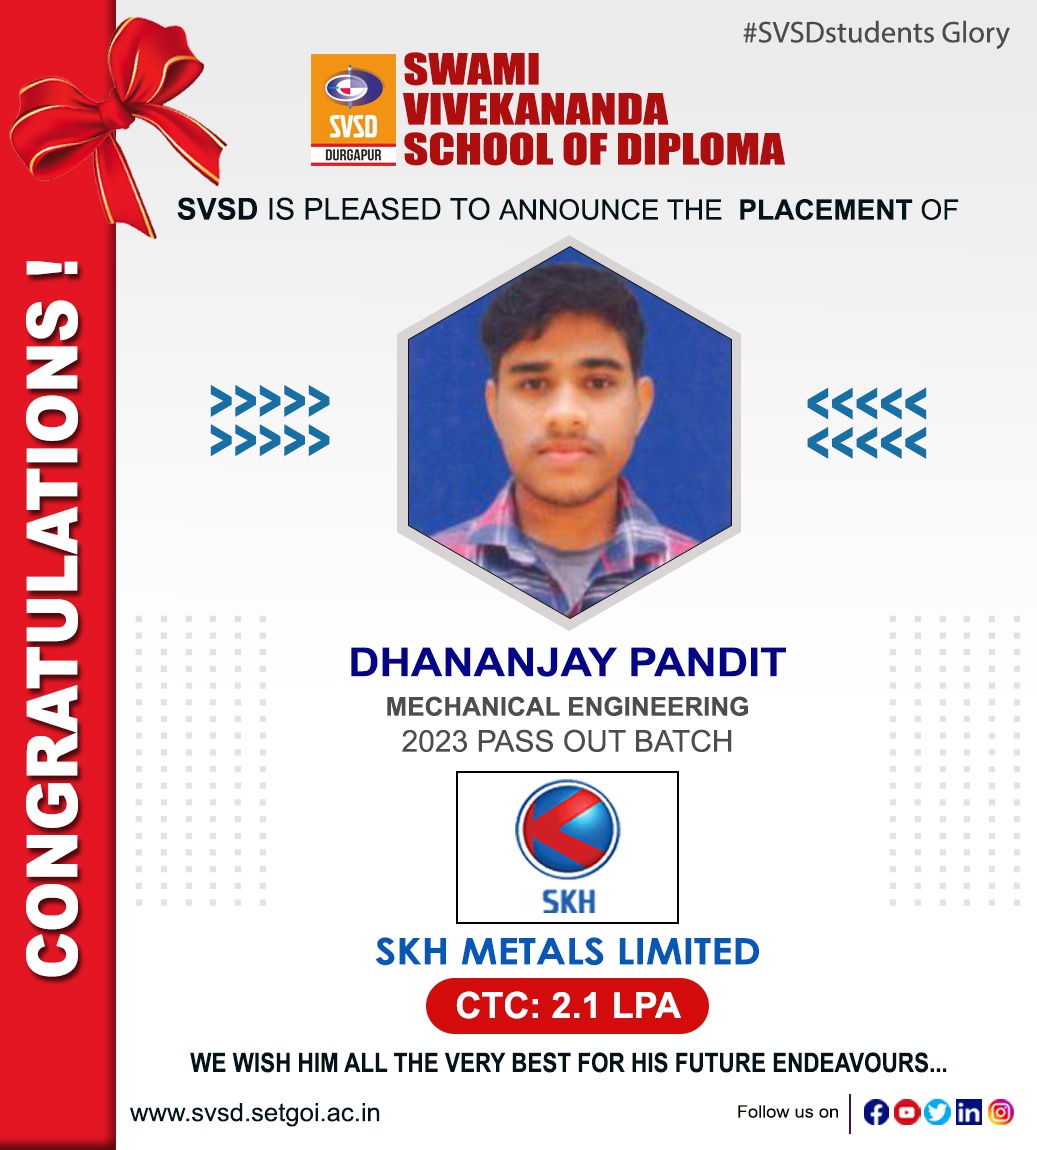 #SVSDstudents Glory
SVSD
DURGAPUR
SWAMI
VIVEKANANDA
SCHOOL OF DIPLOMA
SVSD IS PLEASED TO ANNOUNCE THE PLACEMENT OF
CONGRATULATIONS !
>>>>> <<<<<
>>>>> <<<<<
DHANANJAY PANDIT
MECHANICAL ENGINEERING
2023 PASS OUT BATCH
SKH
SKH METALS LIMITED
CTC: 2.1 LPA
WE WISH HIM ALL THE VERY BEST FOR HIS FUTURE ENDEAVOURS...
www.svsd.setgoi.ac.in
Follow us on